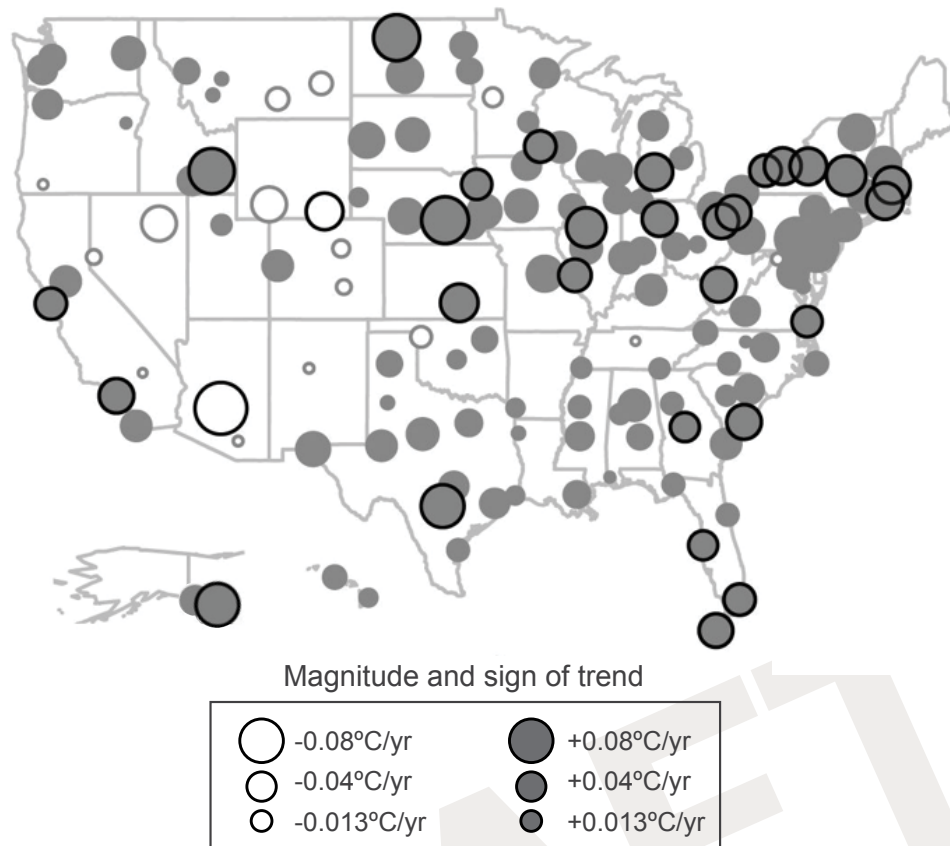 Magnitude and sign of trend
-0.08ºC/yr +0.08ºC/yr
-0.04ºC/yr +0.04ºC/yr
-0.013ºC/yr +0.013ºC/yr